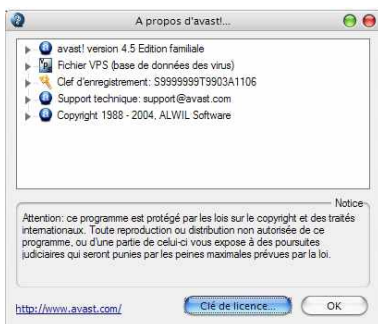 A propos d'avast!...
avast! version 4.5 Edition familiale
Fichier VPS (base de données des virus)
Clef d'enregistrement: S9999999T9903A1106
Support technique: support@avast.com
Copyright 1988 - 2004, ALWIL Software
Notice
Attention: ce programme est protégé par les lois sur le copyright et des traités
internationaux. Toute reproduction ou distribution non autorisée de ce
programme, ou d'une partie de celui-ci vous expose à des poursuites
judiciaires qui seront punies par les peines maximales prévues par la loi.
http://www.avast.com/
Clé de licence...
OK